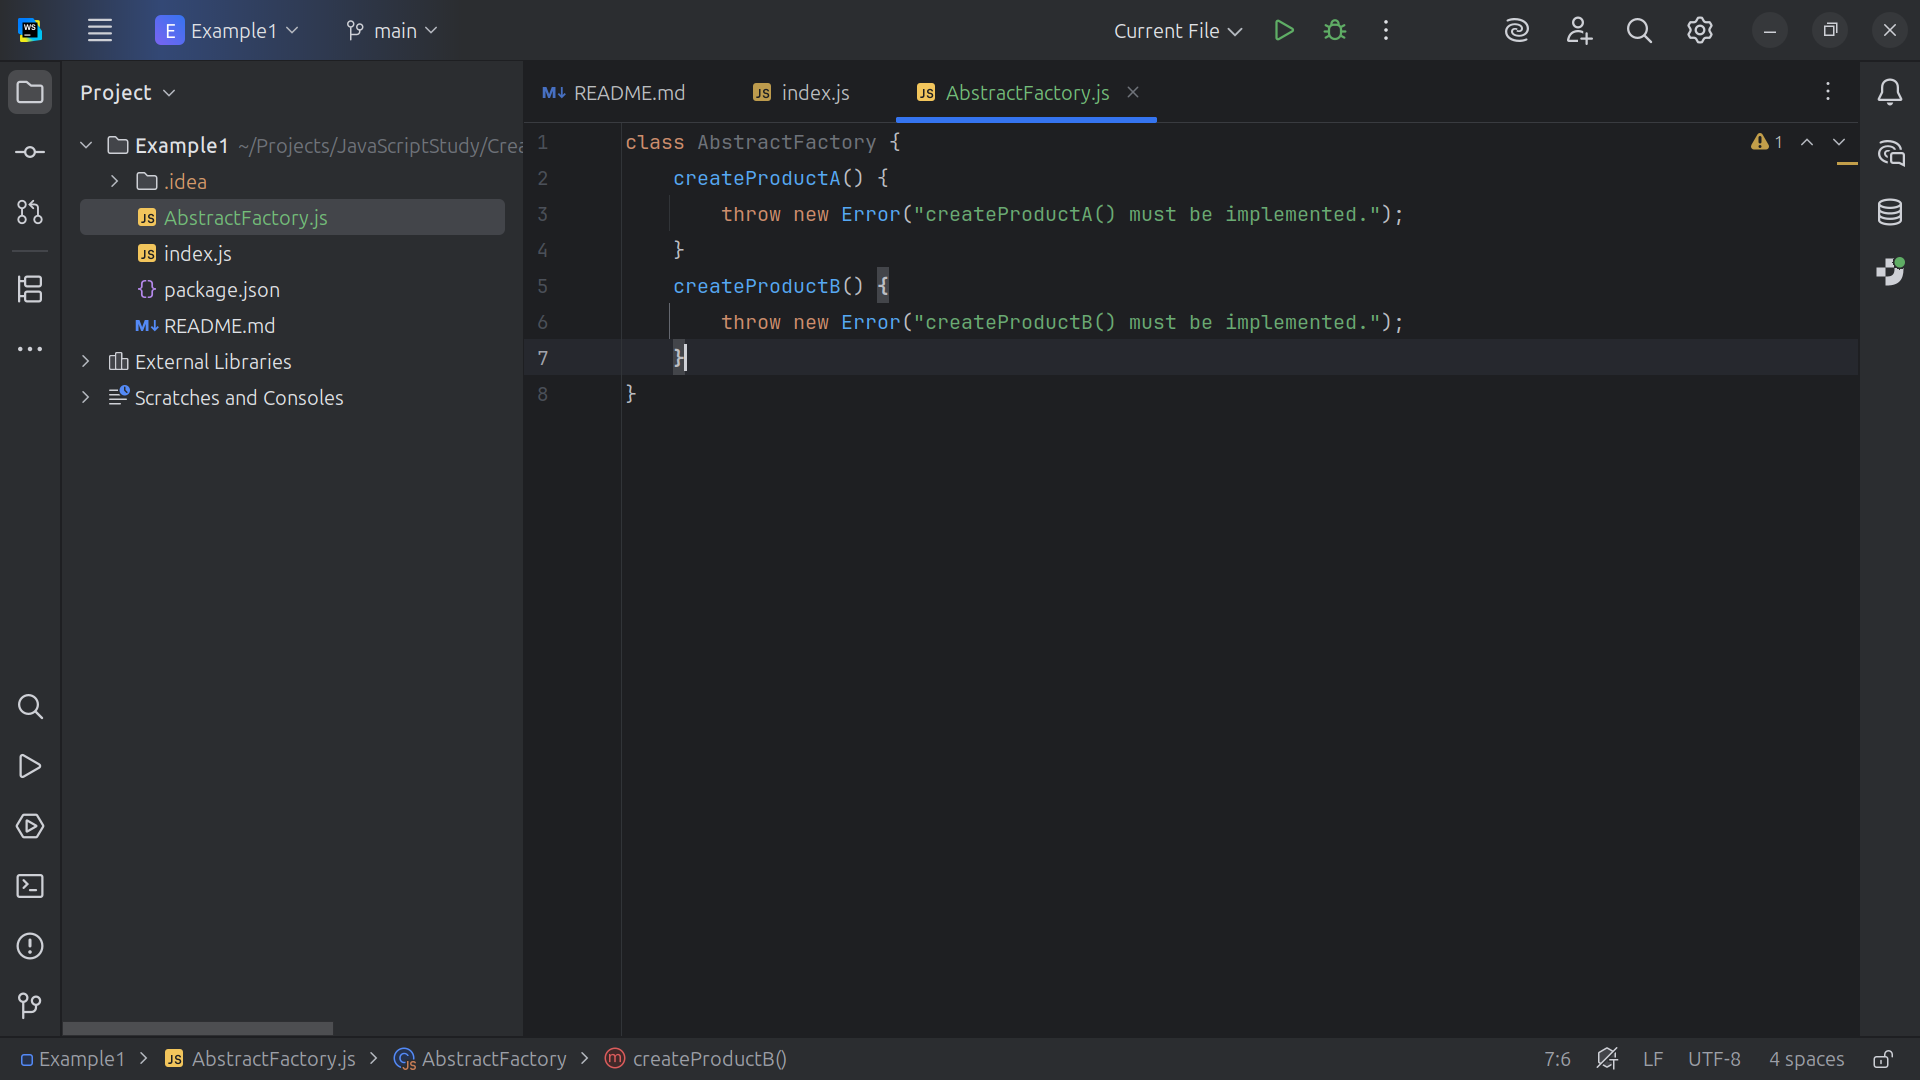 WS
E Example1
main
Current File
Project
README.md
index.js
AbstractFactory.js
Example1 ~/Projects/JavaScriptStudy/Crea
.idea
AbstractFactory.js
index.js
package.json
README.md
External Libraries
Scratches and Consoles
1 class AbstractFactory {
2 createProductA() {
3 throw new Error("createProductA() must be implemented.");
4 }
5 createProductB() {
6 throw new Error("createProductB() must be implemented.");
7 }
8 }
1
Example1 > AbstractFactory.js > AbstractFactory > createProductB()
7:6 LF UTF-8 4 spaces